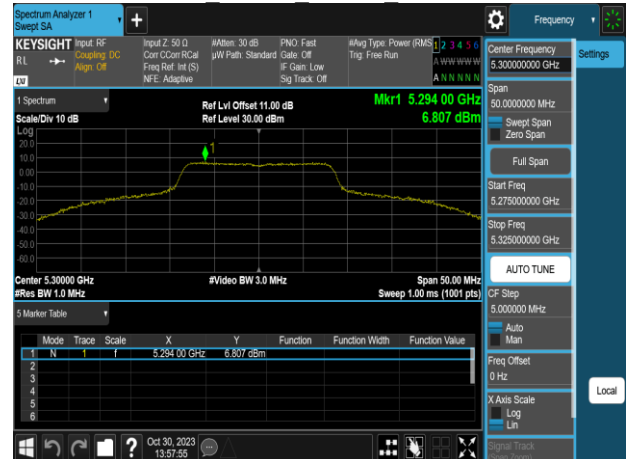 Spectrum Analyzer 1
Swept SA
Frequency
KEYSIGHT Input: RF Input Z: 50 Ω #Atten: 30 dB PNO: Fast #Avg Type: Power (RMS) 1 2 3 4 5 6
RL Coupling: DC Corr CCorr RCal µW Path: Standard Gate: Off Trig: Free Run
Align: Off Freq Ref: Int (S) IF Gain: Low A W W W W W
NFE: Adaptive Sig Track: Off A N N N N N
LXI
1 Spectrum
Scale/Div 10 dB
Ref Lvl Offset 11.00 dB
Ref Level 30.00 dBm
Mkr1 5.294 00 GHz
6.807 dBm
Log
20.0
10.0
0.00
-10.0
-20.0
-30.0
-40.0
-50.0
-60.0
1
Center 5.30000 GHz #Video BW 3.0 MHz Span 50.00 MHz
#Res BW 1.0 MHz Sweep 1.00 ms (1001 pts)
5 Marker Table
Mode Trace Scale X Y Function Function Width Function Value
1 N 1 f 5.294 00 GHz 6.807 dBm
2
3
4
5
6
Oct 30, 2023
13:57:55
Center Frequency
5.300000000 GHz
Settings
Span
50.0000000 MHz
Swept Span
Zero Span
Full Span
Start Freq
5.275000000 GHz
Stop Freq
5.325000000 GHz
AUTO TUNE
CF Step
5.000000 MHz
Auto
Man
Freq Offset
0 Hz
X Axis Scale
Log
Lin
Local
Signal Track
(Span Zoom)